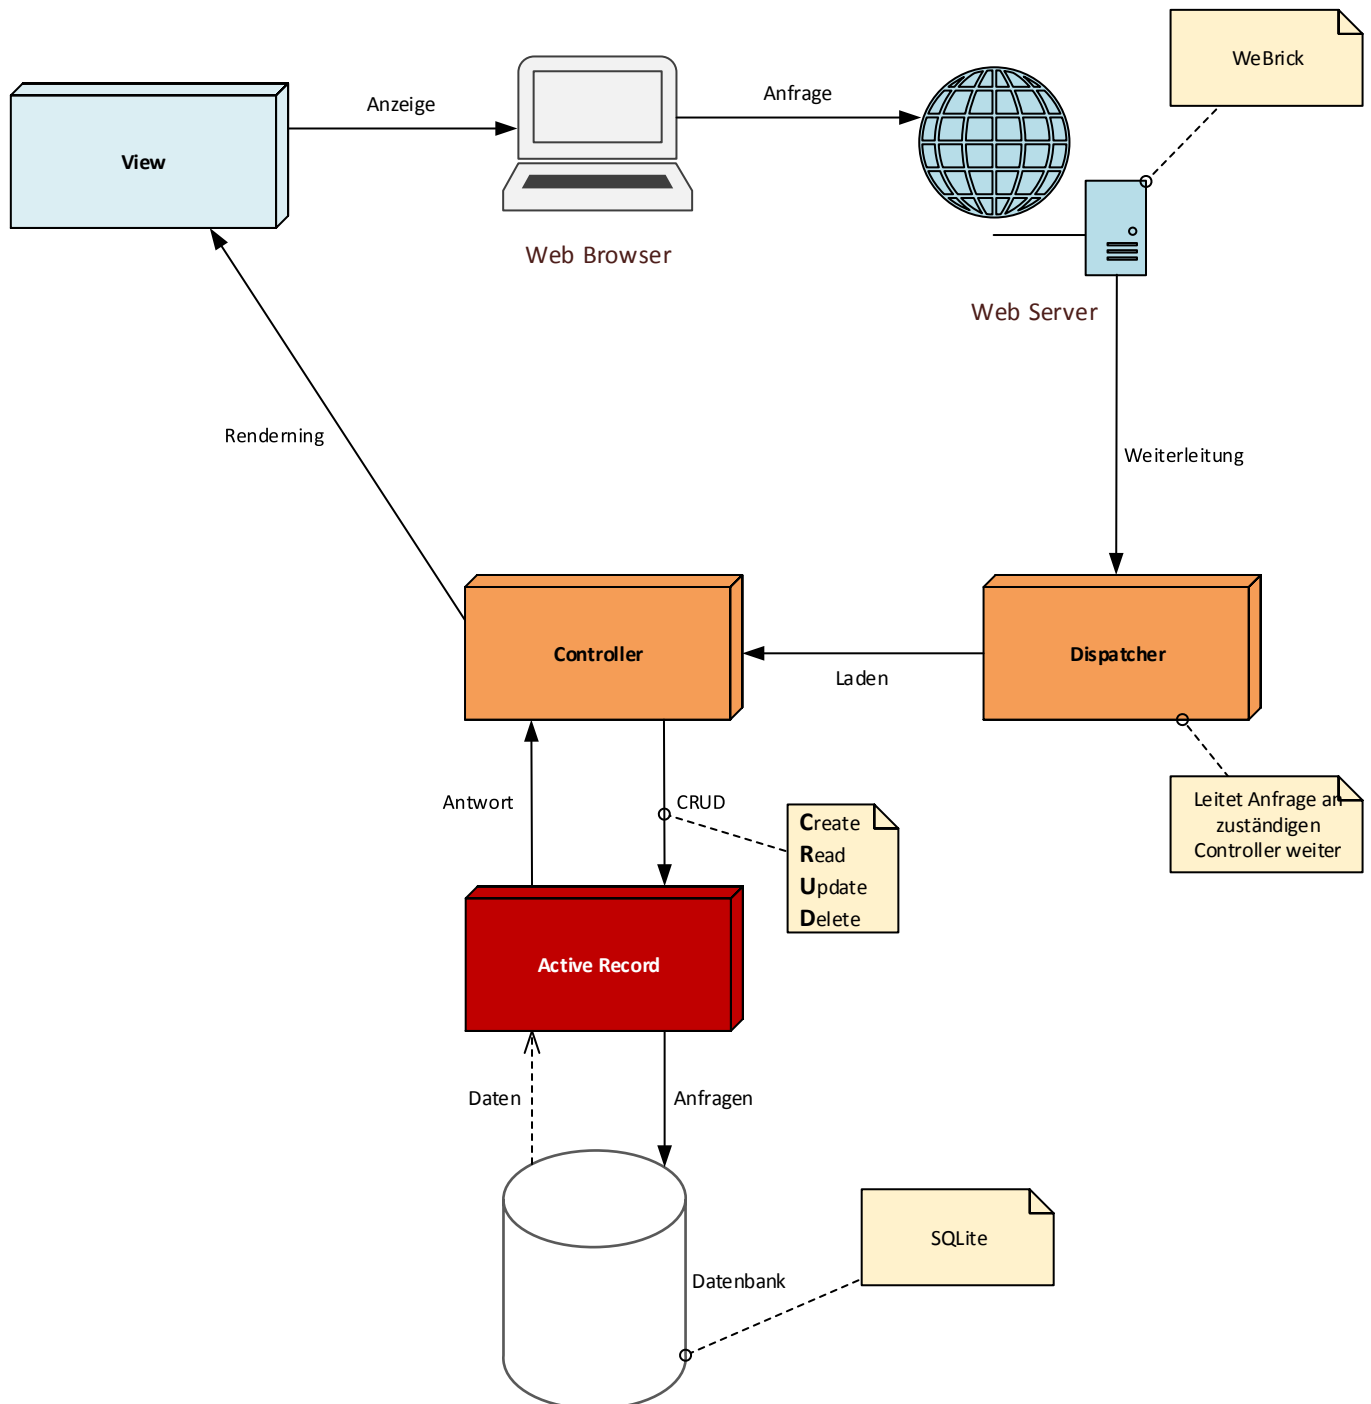 WeBrick
Anzeige
Anfrage
View
Web Browser
Web Server
Renderning
Weiterleitung
Controller
Dispatcher
Laden
Antwort
CRUD
Create
Read
Update
Delete
Leitet Anfrage an
zuständigen
Controller weiter
Active Record
Daten
Anfragen
SQLite
Datenbank